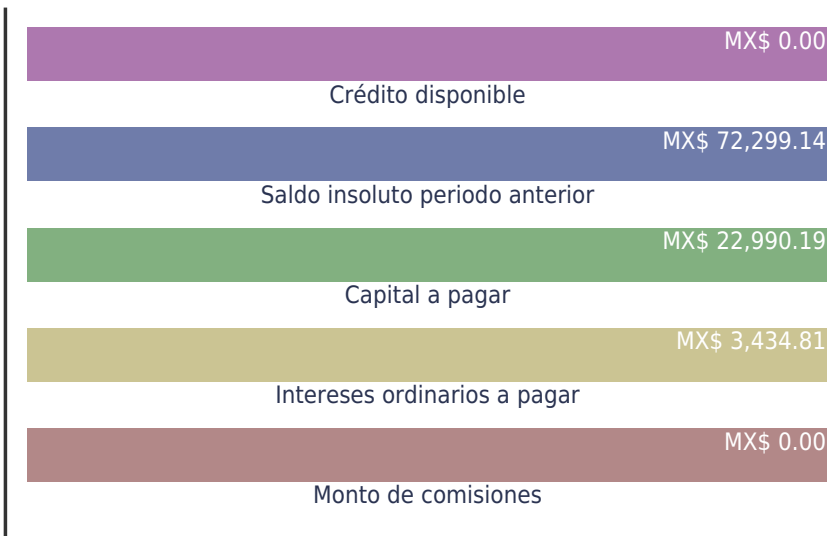 MX$ 0.00
Crédito disponible
MX$ 72,299.14
Saldo insoluto periodo anterior
MX$ 22,990.19
Capital a pagar
MX$ 3,434.81
Intereses ordinarios a pagar
MX$ 0.00
Monto de comisiones